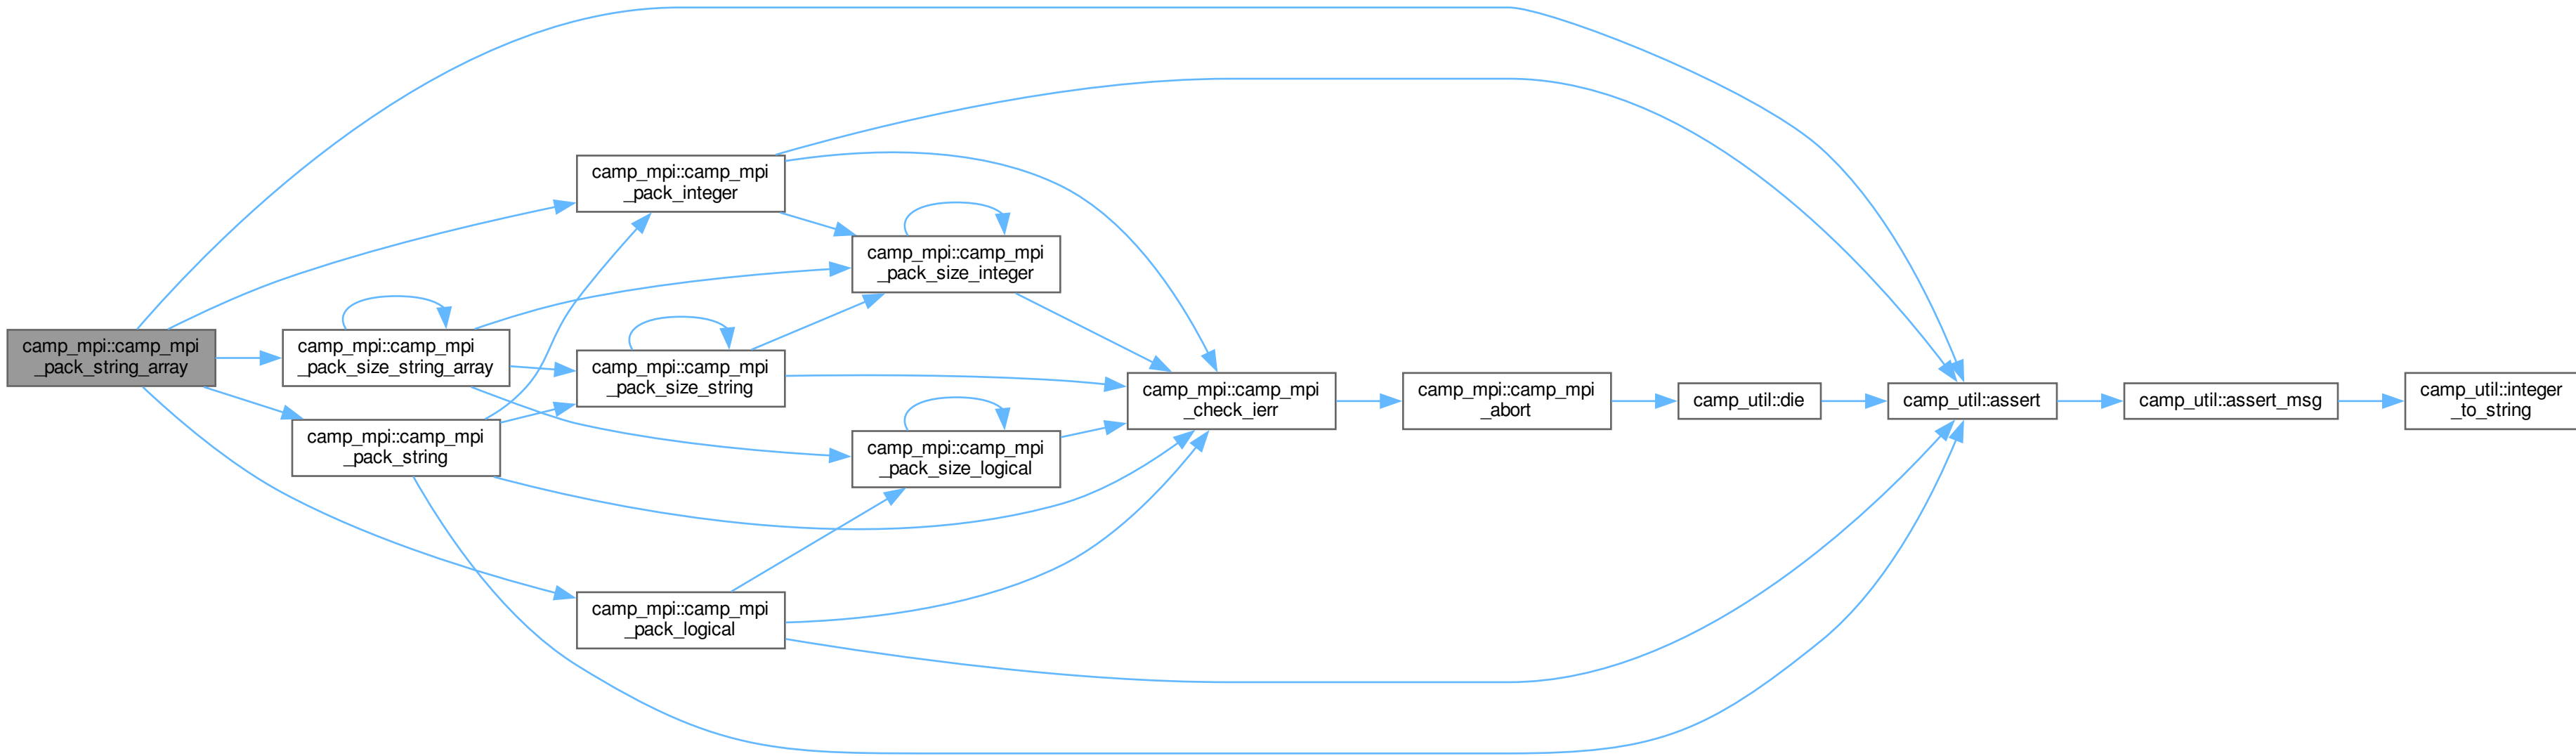 camp_mpi::camp_mpi
_pack_string_array
camp_mpi::camp_mpi
_pack_size_string_array
camp_mpi::camp_mpi
_pack_string
camp_mpi::camp_mpi
_pack_integer
camp_mpi::camp_mpi
_pack_size_string
camp_mpi::camp_mpi
_pack_logical
camp_mpi::camp_mpi
_pack_size_integer
camp_mpi::camp_mpi
_pack_size_logical
camp_mpi::camp_mpi
_check_ierr
camp_mpi::camp_mpi
_abort
camp_util::die
camp_util::assert
camp_util::assert_msg
camp_util::integer
_to_string